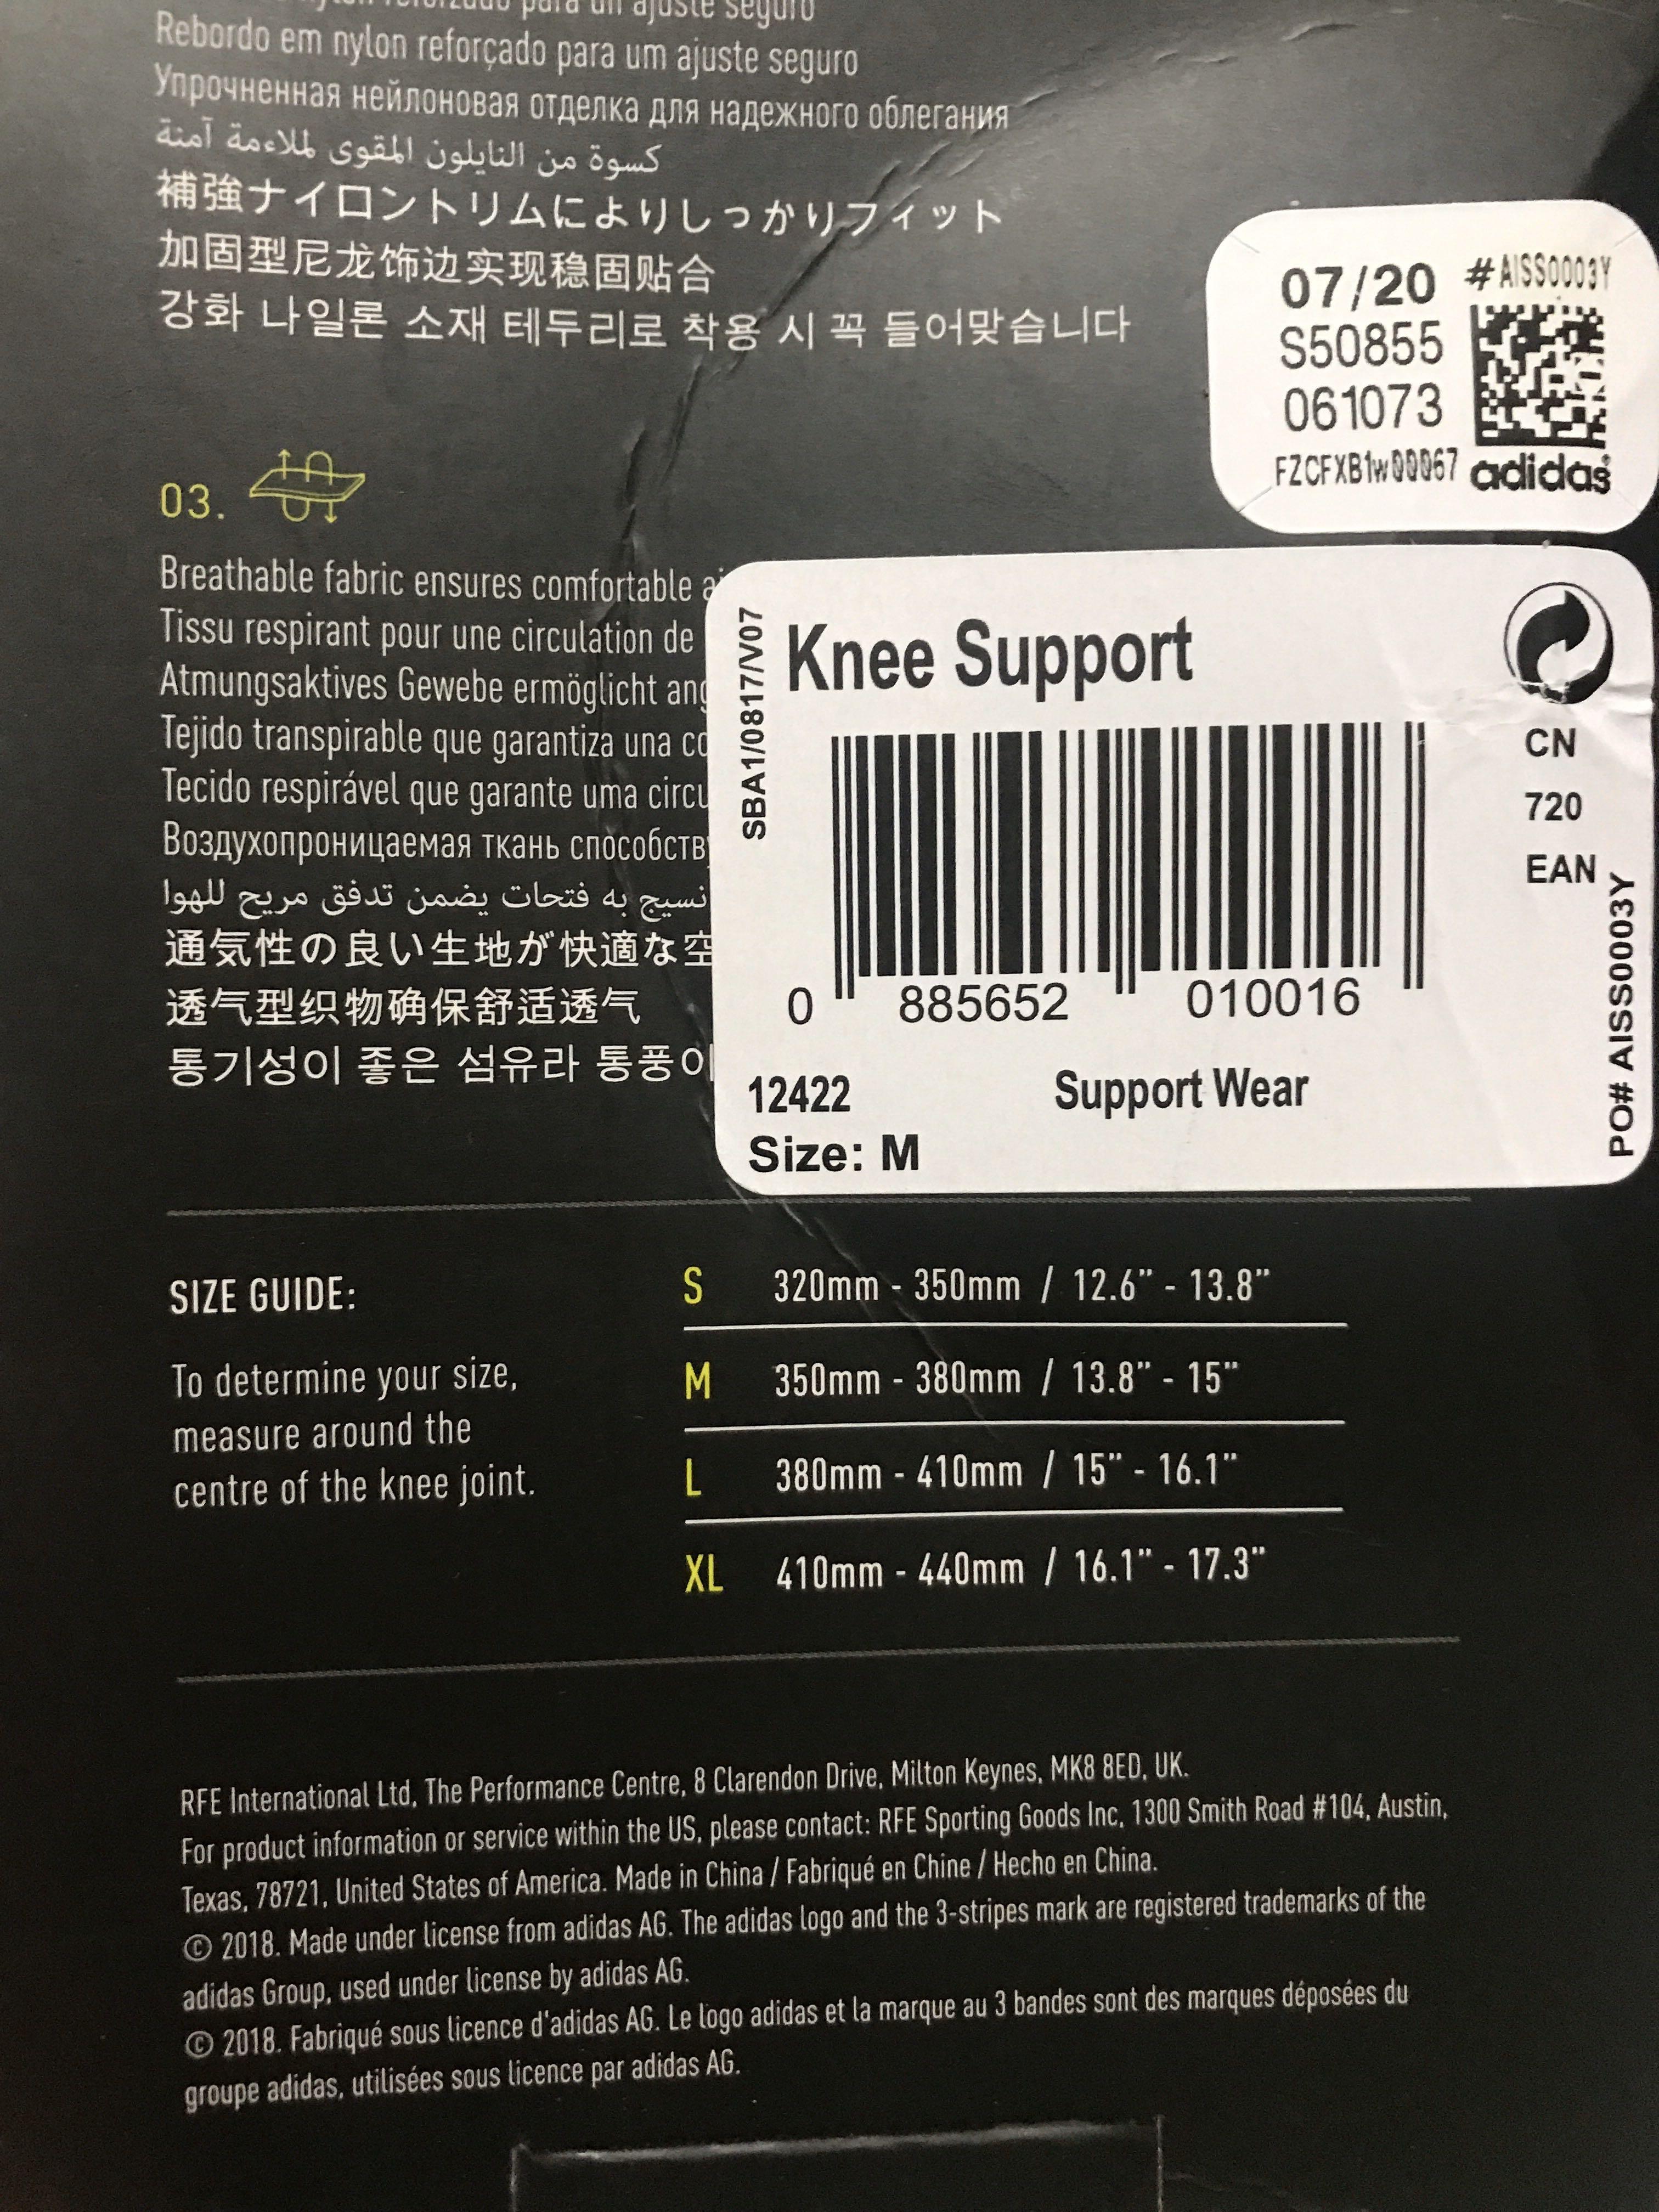 nylon reforzado para un ajuste seguro
Rebordo em nylon reforçado para um ajuste seguro
Упрочненная нейлоновая отделка для надежного облегания
كسوة من النايلون المقوى لملاءمة آمنة
補強ナイロントリムによりしっかりフィット
加固型尼龙饰边实现稳固贴合
강화 나일론 소재 테두리로 착용 시 꼭 들어맞습니다
07/20 #AISS0003Y
S50855
061073
FZCFXB1w00067 adidas
03.
Breathable fabric ensures comfortable
Tissu respirant pour une circulation de
Atmungsaktives Gewebe ermöglicht
Tejido transpirable que garantiza una
Tecido respirável que garante uma
Воздухопроницаемая ткань
نسيج به فتحات يضمن تدفق مريح للهوا
通気性の良い生地が快適な空
透气型织物确保舒适透气
통기성이 좋은 섬유라 통풍이
SBA1/0817/V07
Knee Support
CN
720
EAN
0 885652 010016
PO# AISS0003Y
12422 Support Wear
Size: M
SIZE GUIDE:
To determine your size,
measure around the
centre of the knee joint.
S 320mm - 350mm / 12.6” - 13.8”
M 350mm - 380mm / 13.8” - 15”
L 380mm - 410mm / 15” - 16.1”
XL 410mm - 440mm / 16.1” - 17.3”
RFE International Ltd, The Performance Centre, 8 Clarendon Drive, Milton Keynes, MK8 8ED, UK.
For product information or service within the US, please contact: RFE Sporting Goods Inc, 1300 Smith Road #104, Austin,
Texas, 78721, United States of America. Made in China / Fabriqué en Chine / Hecho en China.
© 2018. Made under license from adidas AG. The adidas logo and the 3-stripes mark are registered trademarks of the
adidas Group, used under license by adidas AG.
© 2018. Fabriqué sous licence d'adidas AG. Le logo adidas et la marque au 3 bandes sont des marques déposées du
groupe adidas, utilisées sous licence par adidas AG.